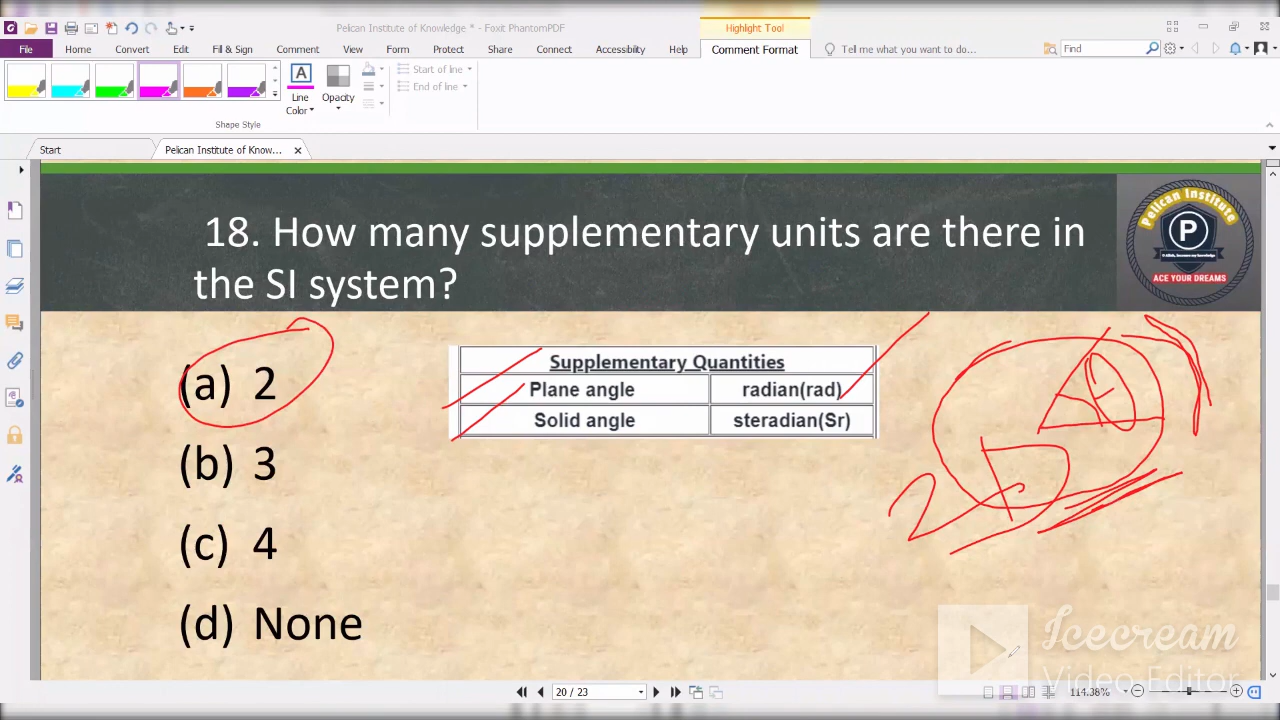 Pelican Institute of Knowledge * - Foxit PhantomPDF
Highlight Tool
File Home Convert Edit Fill & Sign Comment View Form Protect Share Connect Accessibility Help Comment Format Tell me what you want to do... Find
Line Color
Opacity
Start of line
End of line
Shape Style
Start
Pelican Institute of Know...
18. How many supplementary units are there in
the SI system?
Pelican Institute
P
ACE YOUR DREAMS
(a) 2
(b) 3
(c) 4
(d) None
Supplementary Quantities
Plane angle radian(rad)
Solid angle steradian(Sr)
2D
20 / 23
114.38%
Icecream
Video Editor